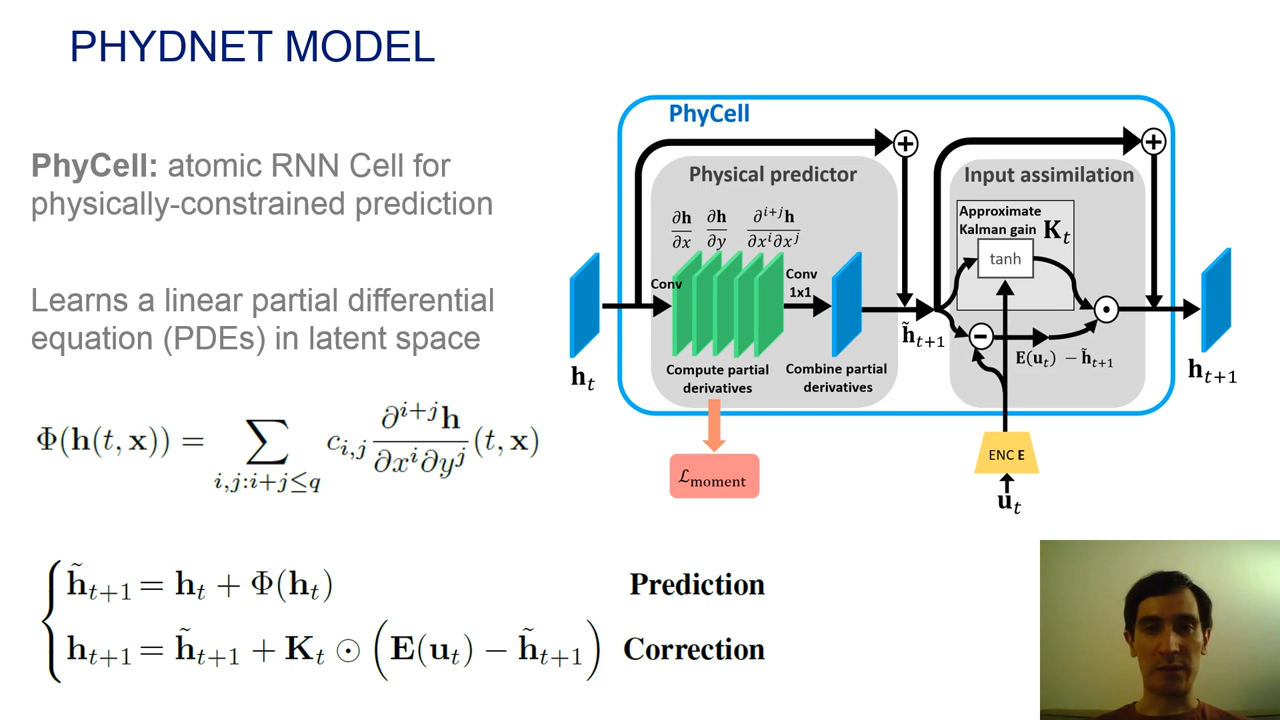 PHYDNET MODEL
PhyCell: atomic RNN Cell for
physically-constrained prediction
Learns a linear partial differential
equation (PDEs) in latent space
Φ(h(t, x)) = ∑_{i,j:i+j≤q} c_{i,j} ∂^{i+j}h/∂x^i∂y^j (t, x)
h̃_{t+1} = h_t + Φ(h_t) Prediction
h_{t+1} = h̃_{t+1} + K_t ⊙ (E(u_t) − h̃_{t+1}) Correction
PhyCell
Physical predictor
∂h/∂x ∂h/∂y ∂^{i+j}h/∂x^i∂x^j
Conv
Conv
1x1
Compute partial
derivatives
Combine partial
derivatives
ℒ_moment
h_t
h̃_{t+1}
Input assimilation
Approximate
Kalman gain K_t
tanh
E(u_t) − h̃_{t+1}
ENC E
u_t
h_{t+1}